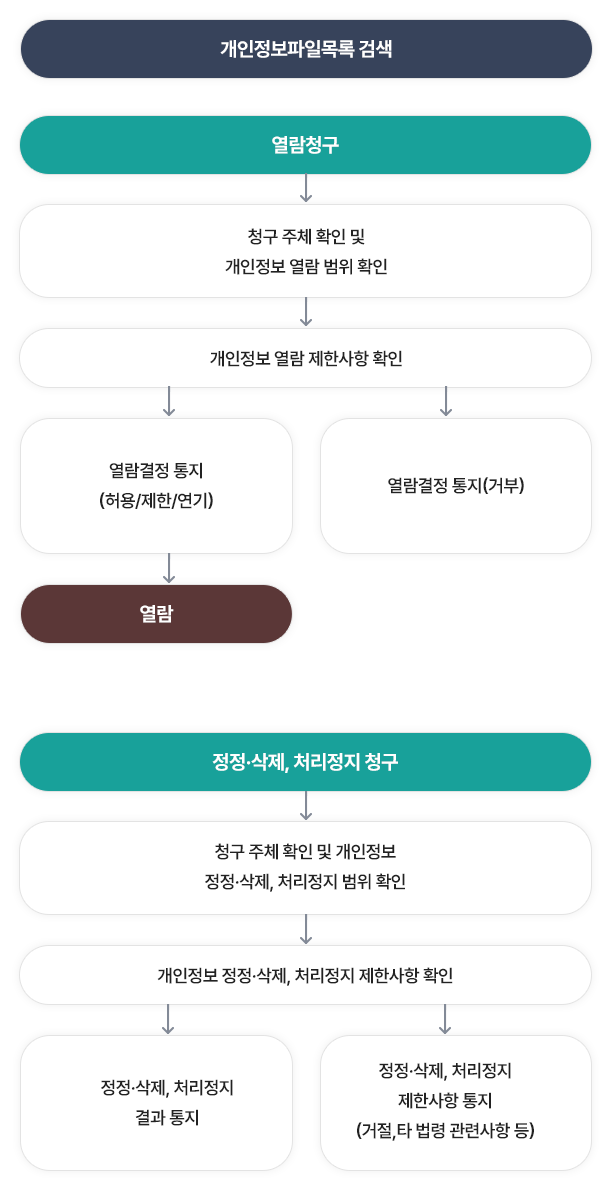 개인정보파일목록 검색
열람청구
청구 주체 확인 및
개인정보 열람 범위 확인
개인정보 열람 제한사항 확인
열람결정 통지
(허용/제한/연기)
열람결정 통지(거부)
열람
정정·삭제, 처리정지 청구
청구 주체 확인 및 개인정보
정정·삭제, 처리정지 범위 확인
개인정보 정정·삭제, 처리정지 제한사항 확인
정정·삭제, 처리정지
결과 통지
정정·삭제, 처리정지
제한사항 통지
(거절,타 법령 관련사항 등)